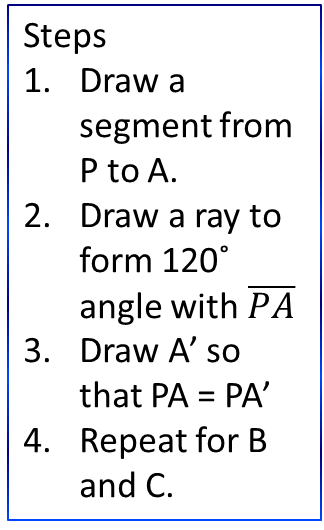 Steps
1. Draw a
segment from
P to A.
2. Draw a ray to
form 120˚
angle with P̅A̅
3. Draw A’ so
that PA = PA’
4. Repeat for B
and C.